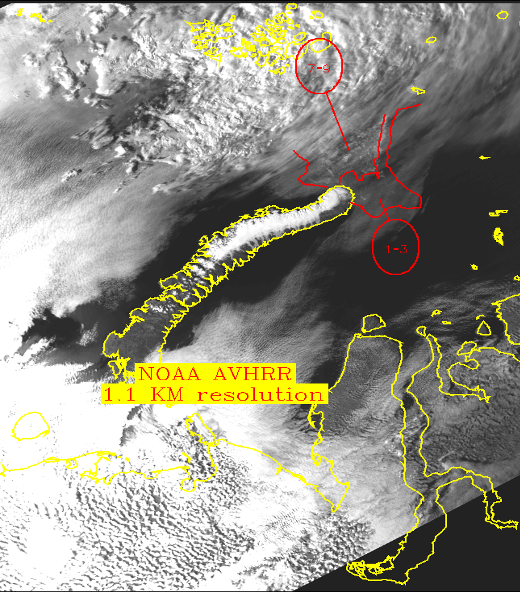 7-9
1-3
NOAA AVHRR
1.1 KM resolution